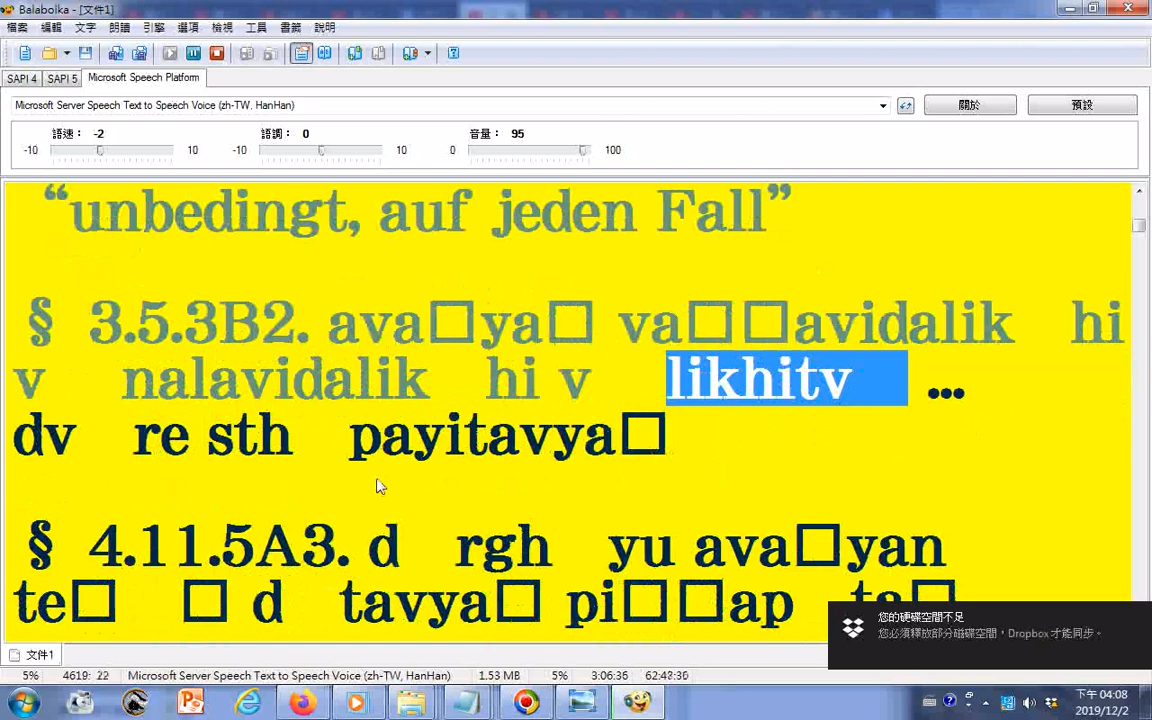 Balabolka - [文件1]
檔案 編輯 文字 朗讀 引擎 選項 檢視 工具 書籤 說明
SAPI 4 SAPI 5 Microsoft Speech Platform
Microsoft Server Speech Text to Speech Voice (zh-TW, HanHan) 關於 預設
語速: -2 語調: 0 音量: 95
-10 10 -10 10 0 100
“unbedingt, auf jeden Fall”
§ 3.5.3B2. ava□ya□ va□□avidalik hi
v nalavidalik hi v likhitv ...
dv re sth payitavya□
§ 4.11.5A3. d rgh yu ava□yan
te□ □ d tavya□ pi□□ap ta□
您的硬碟空間不足
您必須釋放部分磁碟空間,Dropbox 才能同步。
文件1
5% 4619: 22 Microsoft Server Speech Text to Speech Voice (zh-TW, HanHan) 1.53 MB 5% 3:06:36 62:43:36
下午 04:08
2019/12/2